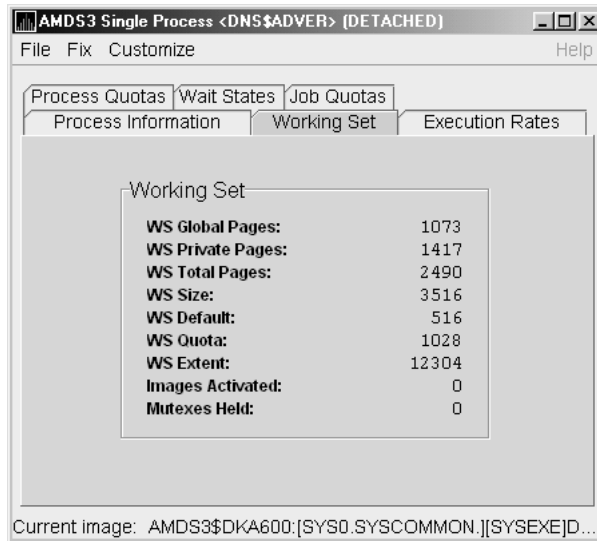 AMDS3 Single Process <DNS$ADVER> (DETACHED)
File Fix Customize Help
Process Quotas Wait States Job Quotas
Process Information Working Set Execution Rates
Working Set
WS Global Pages: 1073
WS Private Pages: 1417
WS Total Pages: 2490
WS Size: 3516
WS Default: 516
WS Quota: 1028
WS Extent: 12304
Images Activated: 0
Mutexes Held: 0
Current image: AMDS3$DKA600:[SYS0.SYSCOMMON.][SYSEXE]D...